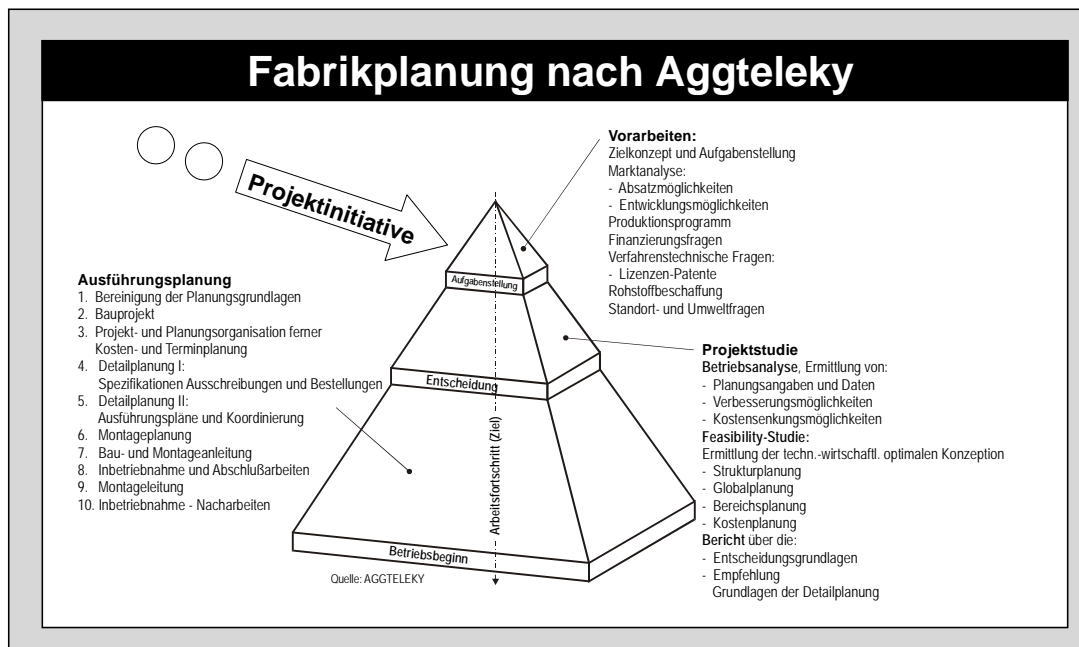 Fabrikplanung nach Aggteleky
Projektinitiative
Vorarbeiten:
Zielkonzept und Aufgabenstellung
Marktanalyse:
- Absatzmöglichkeiten
- Entwicklungsmöglichkeiten
Produktionsprogramm
Finanzierungsfragen
Verfahrenstechnische Fragen:
- Lizenzen-Patente
Rohstoffbeschaffung
Standort- und Umweltfragen
Ausführungsplanung
1. Bereinigung der Planungsgrundlagen
2. Bauprojekt
3. Projekt- und Planungsorganisation ferner
Kosten- und Terminplanung
4. Detailplanung I:
Spezifikationen Ausschreibungen und Bestellungen
5. Detailplanung II:
Ausführungspläne und Koordinierung
6. Montageplanung
7. Bau- und Montageanleitung
8. Inbetriebnahme und Abschlußarbeiten
9. Montageleitung
10. Inbetriebnahme - Nacharbeiten
Aufgabenstellung
Entscheidung
Betriebsbeginn
Arbeitsfortschritt (Ziel)
Projektstudie
Betriebsanalyse, Ermittlung von:
- Planungsangaben und Daten
- Verbesserungsmöglichkeiten
- Kostensenkungsmöglichkeiten
Feasibility-Studie:
Ermittlung der techn.-wirtschaftl. optimalen Konzeption
- Strukturplanung
- Globalplanung
- Bereichsplanung
- Kostenplanung
Bericht über die:
- Entscheidungsgrundlagen
- Empfehlung
Grundlagen der Detailplanung
Quelle: AGGTELEKY